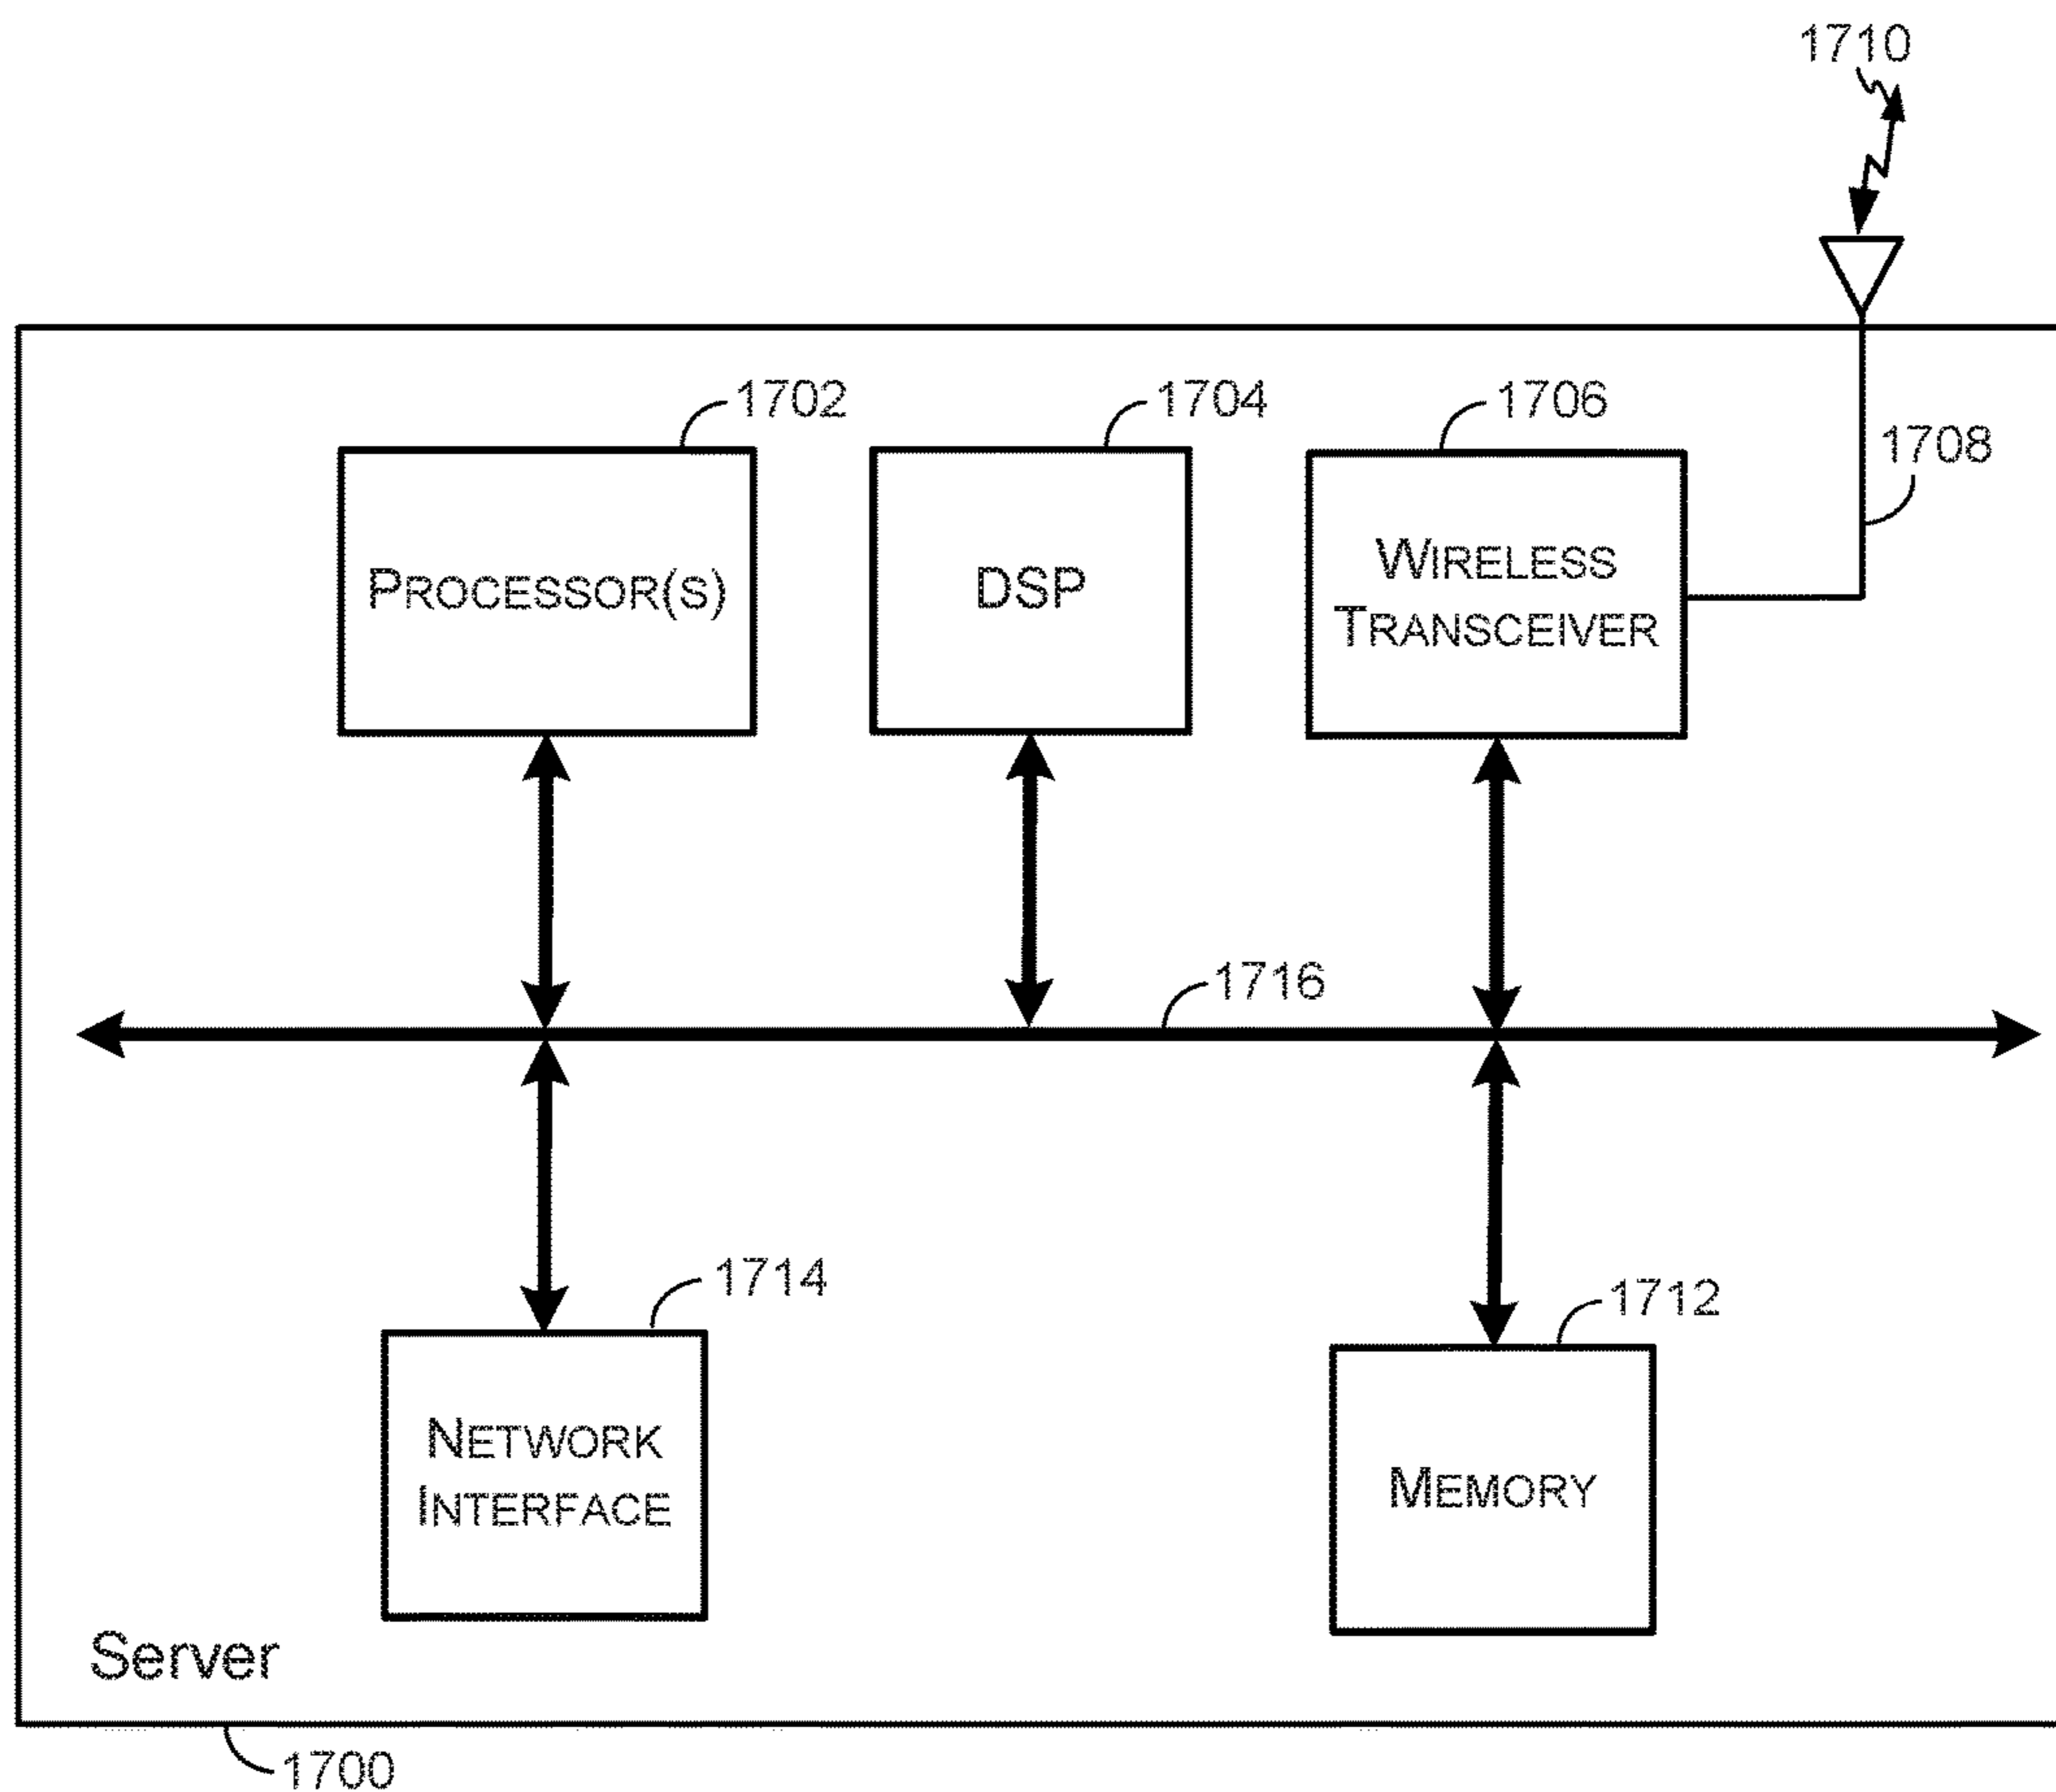 1710
1702
1704
1706
1708
PROCESSOR(S)
DSP
WIRELESS
TRANSCEIVER
1716
1714
1712
NETWORK
INTERFACE
MEMORY
Server
1700